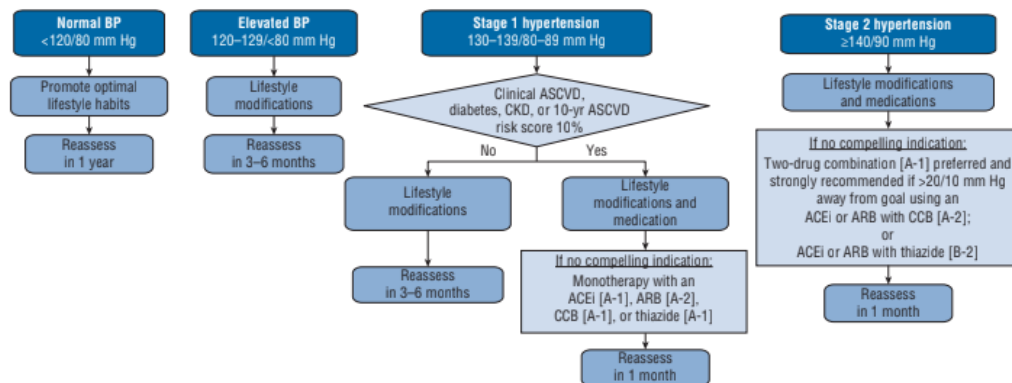 Normal BP
<120/80 mm Hg
Promote optimal
lifestyle habits
Reassess
in 1 year
Elevated BP
120–129/<80 mm Hg
Lifestyle
modifications
Reassess
in 3–6 months
Stage 1 hypertension
130–139/80–89 mm Hg
Clinical ASCVD,
diabetes, CKD, or 10-yr ASCVD
risk score 10%
No
Yes
Lifestyle
modifications
Reassess
in 3–6 months
Lifestyle
modifications and
medication
If no compelling indication:
Monotherapy with an
ACEi [A-1], ARB [A-2],
CCB [A-1], or thiazide [A-1]
Reassess
in 1 month
Stage 2 hypertension
≥140/90 mm Hg
Lifestyle modifications
and medications
If no compelling indication:
Two-drug combination [A-1] preferred and
strongly recommended if >20/10 mm Hg
away from goal using an
ACEi or ARB with CCB [A-2];
or
ACEi or ARB with thiazide [B-2]
Reassess
in 1 month